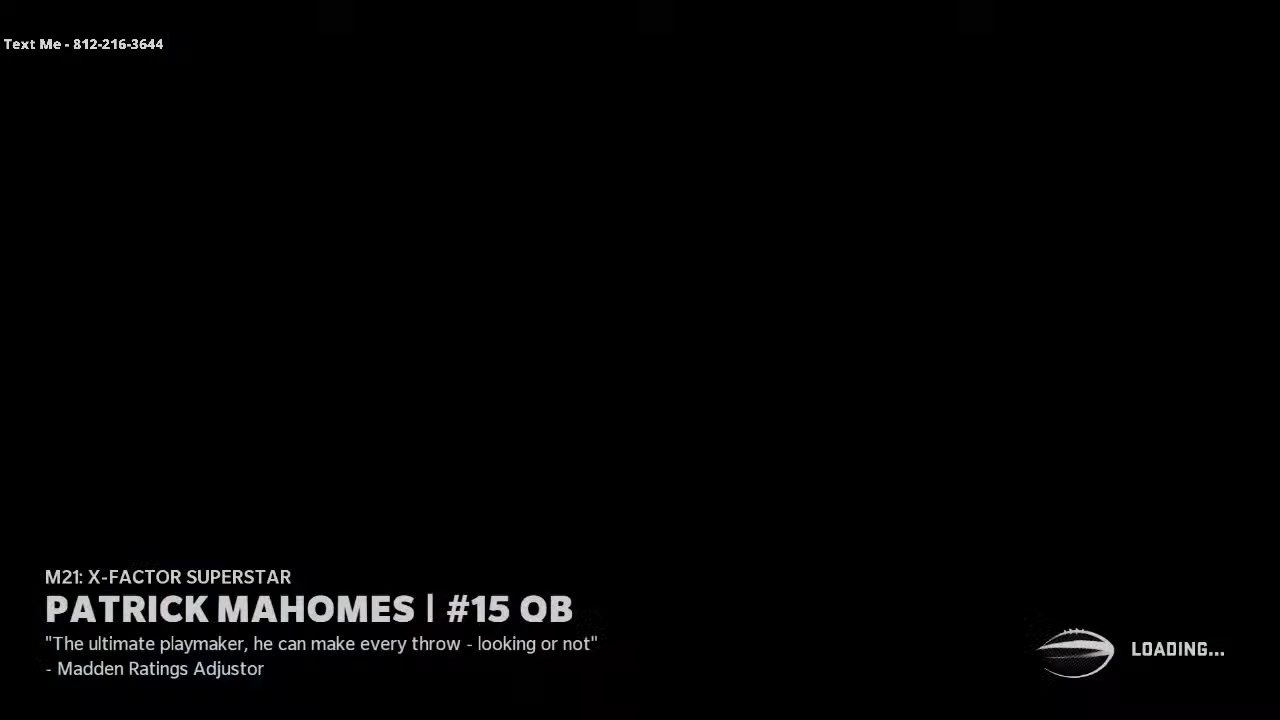 Text Me - 812-216-3644
M21: X-FACTOR SUPERSTAR
PATRICK MAHOMES | #15 QB
"The ultimate playmaker, he can make every throw - looking or not"
- Madden Ratings Adjustor
LOADING...